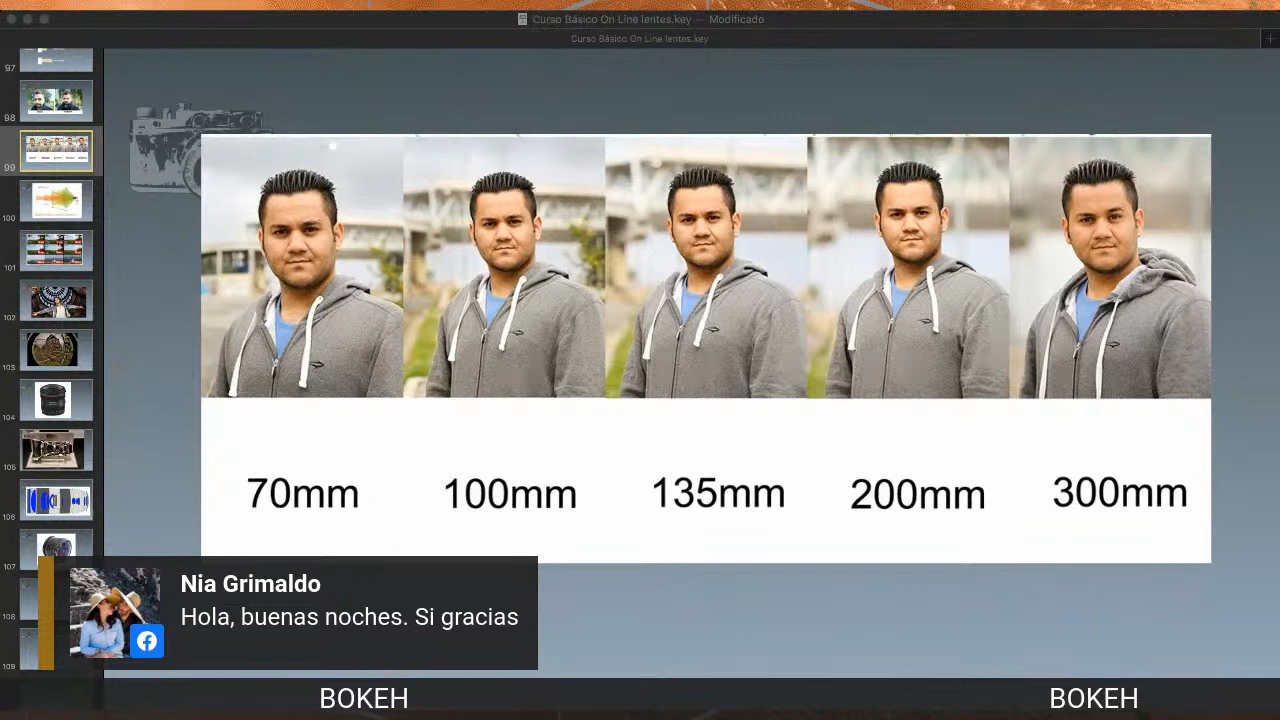 Curso Básico On Line lentes.key — Modificado
Curso Básico On Line lentes.key
97
98
99
100
101
102
103
104
105
106
107
108
109
70mm
100mm
135mm
200mm
300mm
Nia Grimaldo
Hola, buenas noches. Si gracias
BOKEH
BOKEH